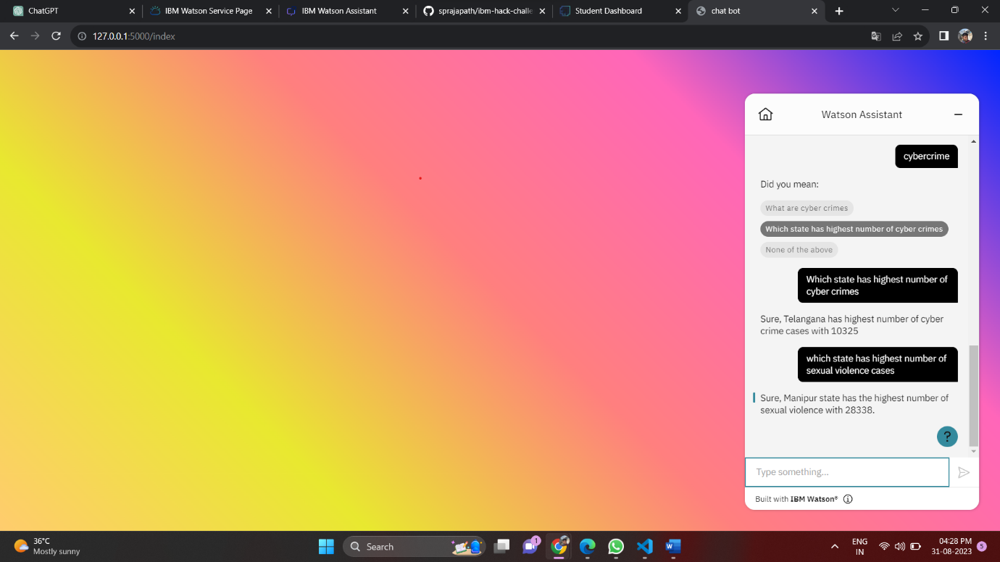 ChatGPT
IBM Watson Service Page
IBM Watson Assistant
sprajapath/ibm-hack-challe
Student Dashboard
chat bot
127.0.0.1:5000/index
Watson Assistant
cybercrime
Did you mean:
What are cyber crimes
Which state has highest number of cyber crimes
None of the above
Which state has highest number of
cyber crimes
Sure, Telangana has highest number of cyber
crime cases with 10325
which state has highest number of
sexual violence cases
Sure, Manipur state has the highest number of
sexual violence with 28338.
?
Type something...
Built with IBM Watson®
36°C
Mostly sunny
Search
1
ENG
IN
04:28 PM
31-08-2023
5